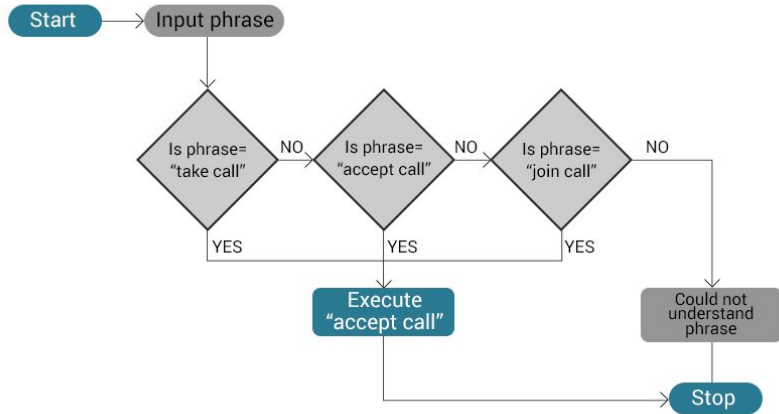 Start
Input phrase
Is phrase=
“take call”
NO
Is phrase=
“accept call”
NO
Is phrase=
“join call”
NO
YES
YES
YES
Execute
“accept call”
Could not
understand
phrase
Stop